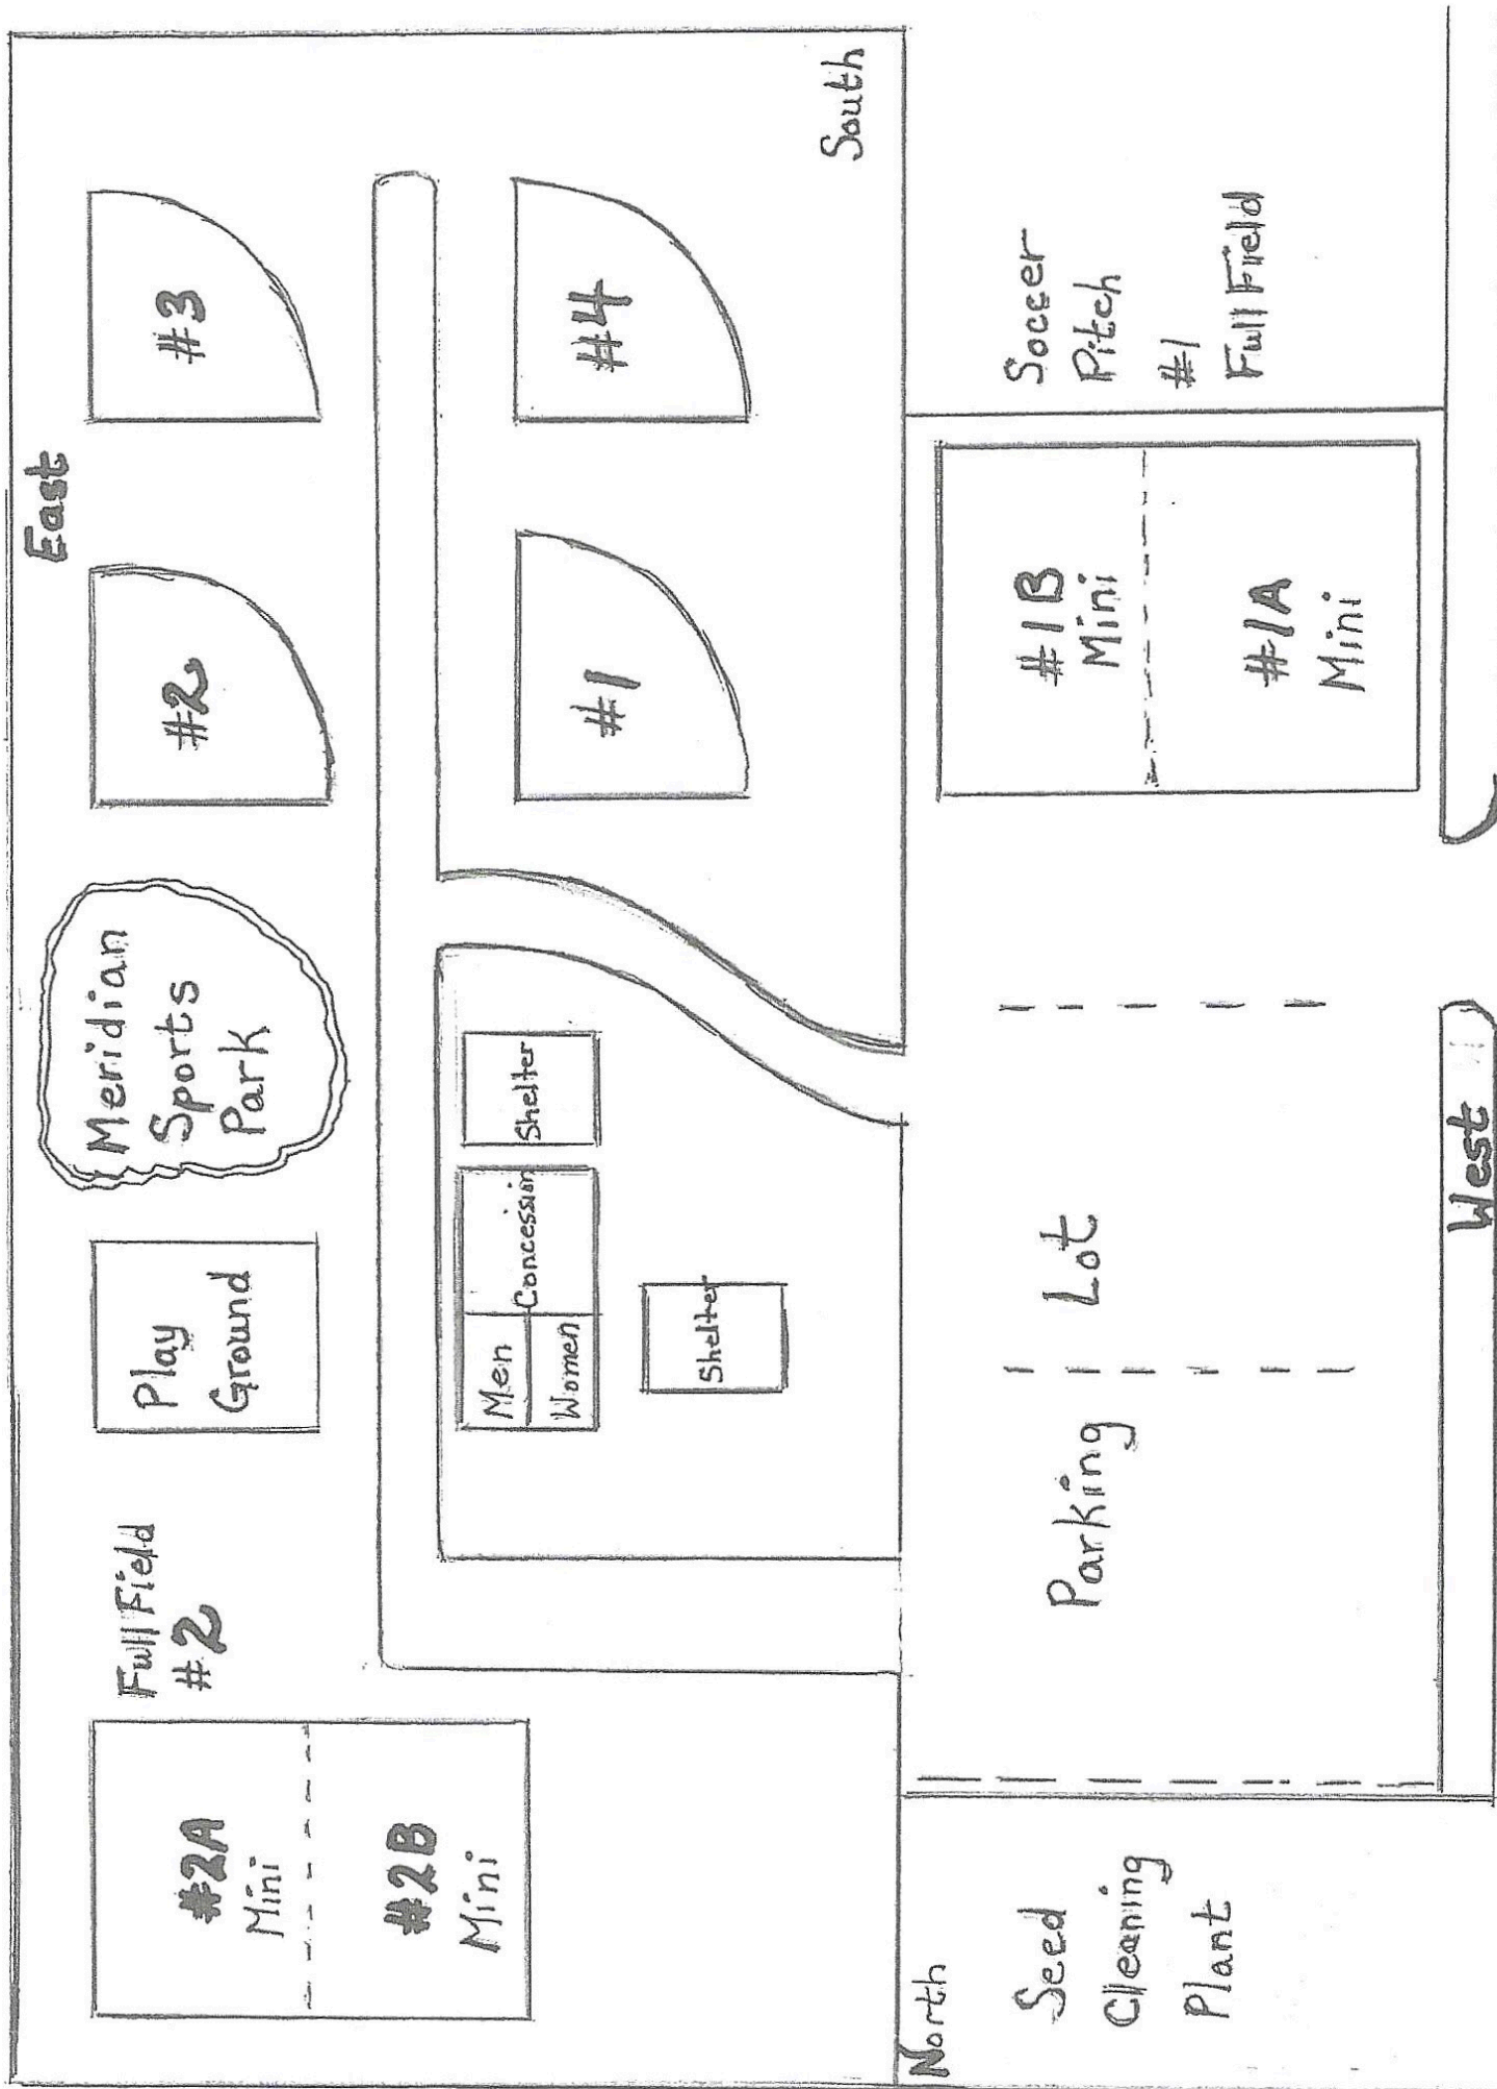 East
Full Field
#2
#2A
Mini
#2B
Mini
Play
Ground
Meridian
Sports
Park
#2
#3
Men
Women
Concession
Shelter
Shelter
#1
#4
South
North
Seed
Cleaning
Plant
Parking Lot
#1B
Mini
#1A
Mini
Soccer
Pitch
#1
Full Field
West